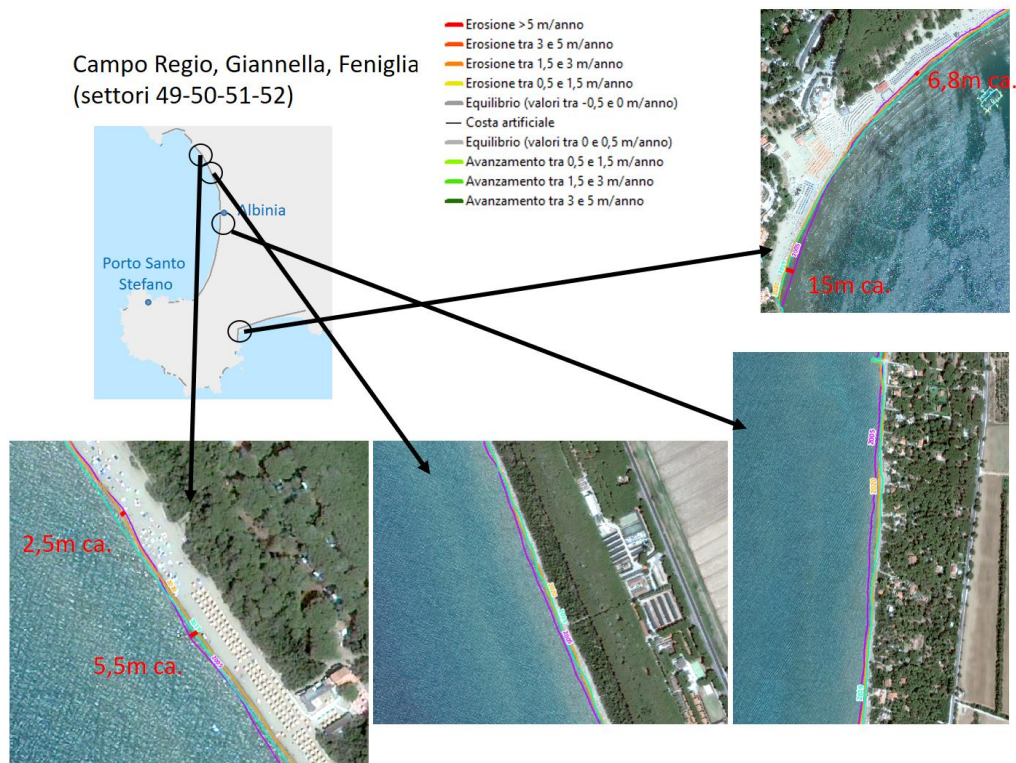 Campo Regio, Giannella, Feniglia
(settori 49-50-51-52)
Erosione >5 m/anno
Erosione tra 3 e 5 m/anno
Erosione tra 1,5 e 3 m/anno
Erosione tra 0,5 e 1,5 m/anno
Equilibrio (valori tra -0,5 e 0 m/anno)
Costa artificiale
Equilibrio (valori tra 0 e 0,5 m/anno)
Avanzamento tra 0,5 e 1,5 m/anno
Avanzamento tra 1,5 e 3 m/anno
Avanzamento tra 3 e 5 m/anno
Albinia
Porto Santo
Stefano
6,8m ca.
15m ca.
2,5m ca.
5,5m ca.
2005
2005
2005